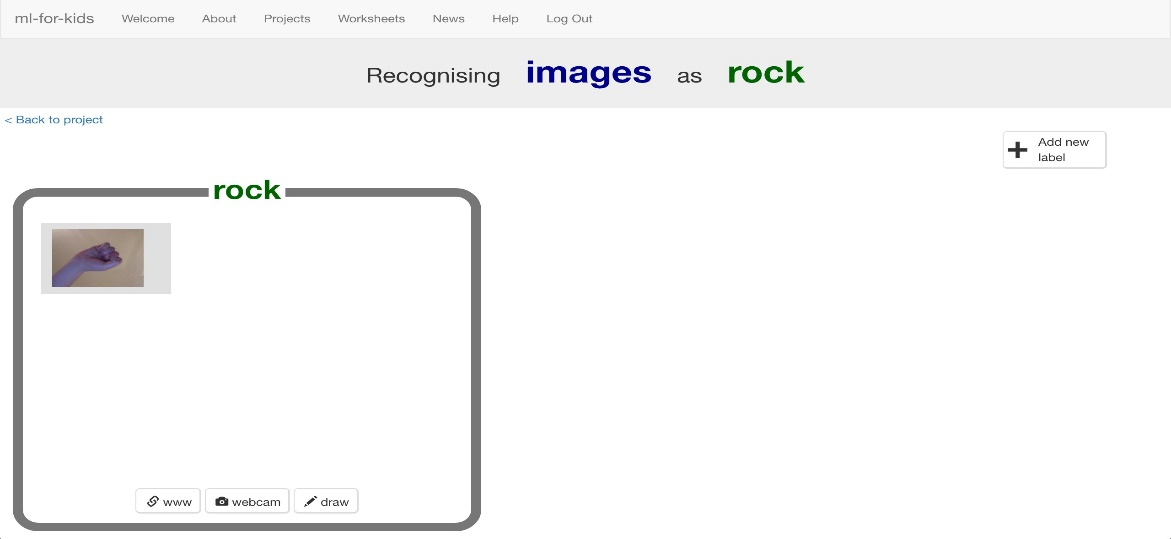 ml-for-kids Welcome About Projects Worksheets News Help Log Out
Recognising images as rock
< Back to project
Add new
label
rock
www webcam draw